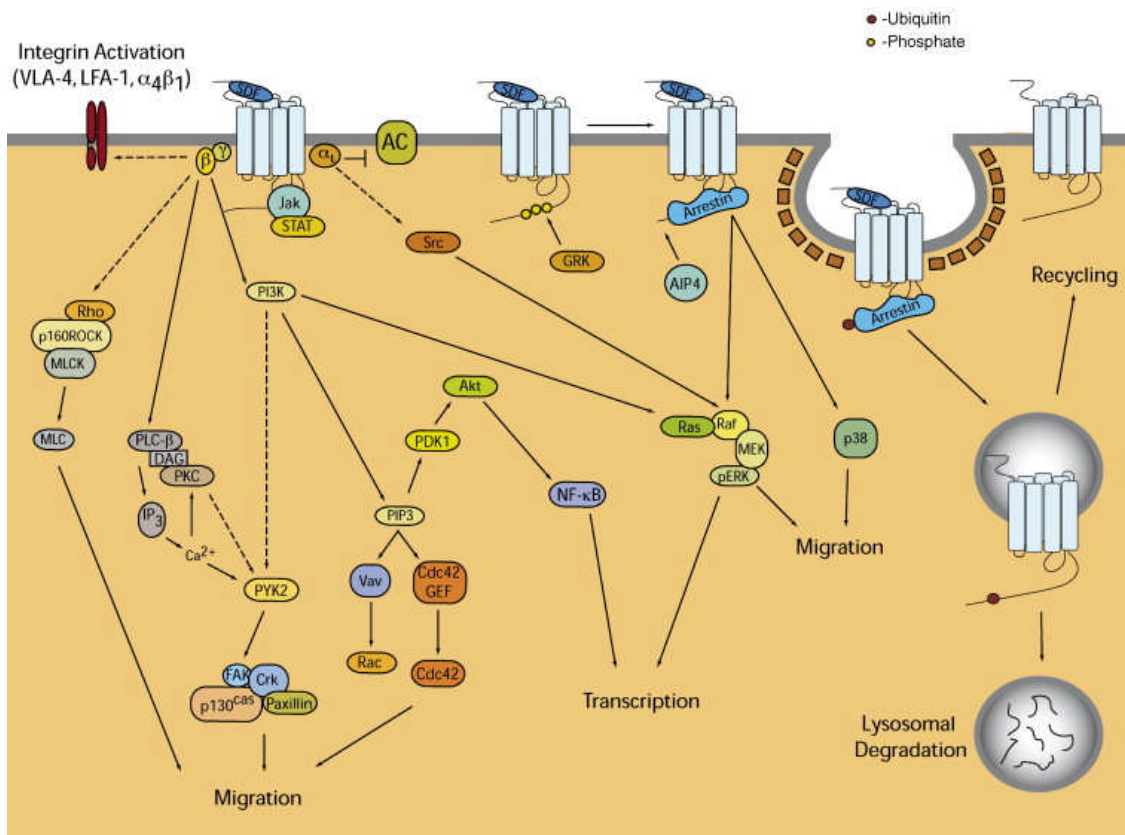 -Ubiquitin
-Phosphate
Integrin Activation
(VLA-4, LFA-1, α4β1)
SDF
SDF
SDF
AC
β
γ
αi
Jak
STAT
Src
GRK
Arrestin
AIP4
SDF
Arrestin
Recycling
PI3K
Rho
p160ROCK
MLCK
MLC
Akt
PDK1
Ras
Raf
MEK
pERK
p38
PLC-β
DAG
PKC
IP3
Ca2+
NF-κB
PIP3
Migration
Vav
Cdc42
GEF
PYK2
Rac
Cdc42
FAK
Crk
p130cas
Paxillin
Transcription
Lysosomal
Degradation
Migration